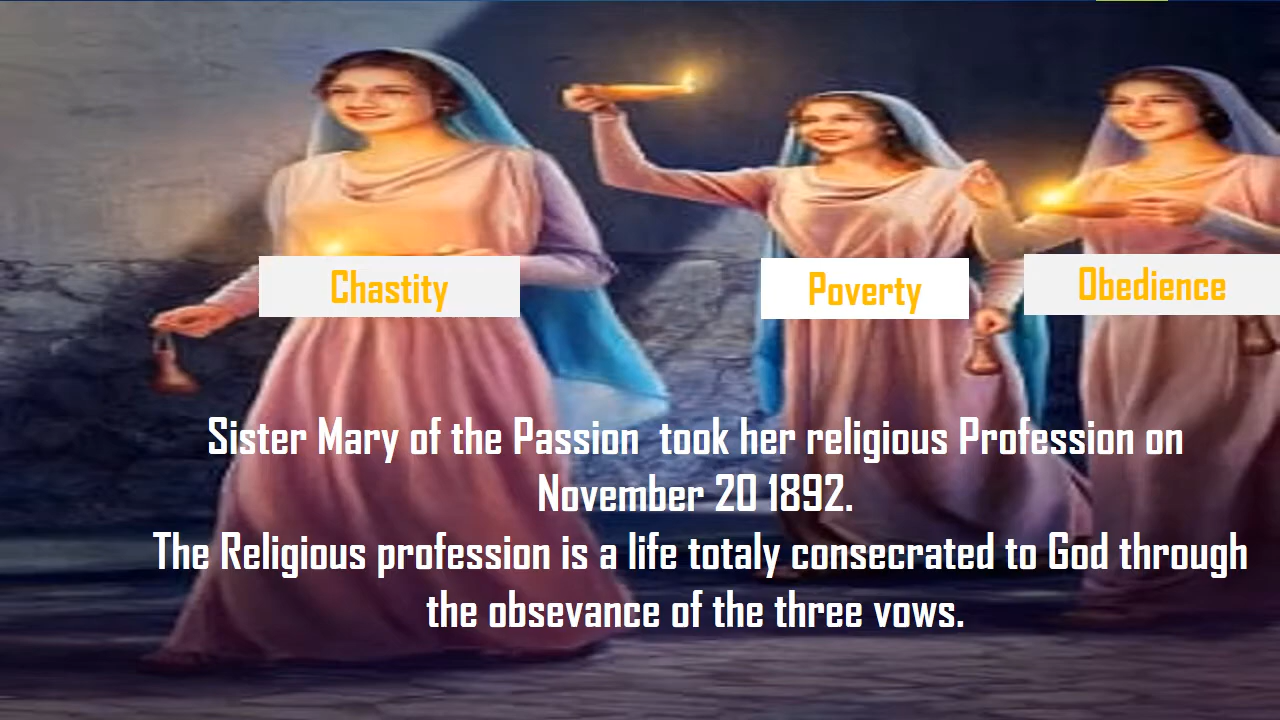 Chastity
Poverty
Obedience
Sister Mary of the Passion  took her religious Profession on
November 20 1892.
The Religious profession is a life totaly consecrated to God through
the obsevance of the three vows.